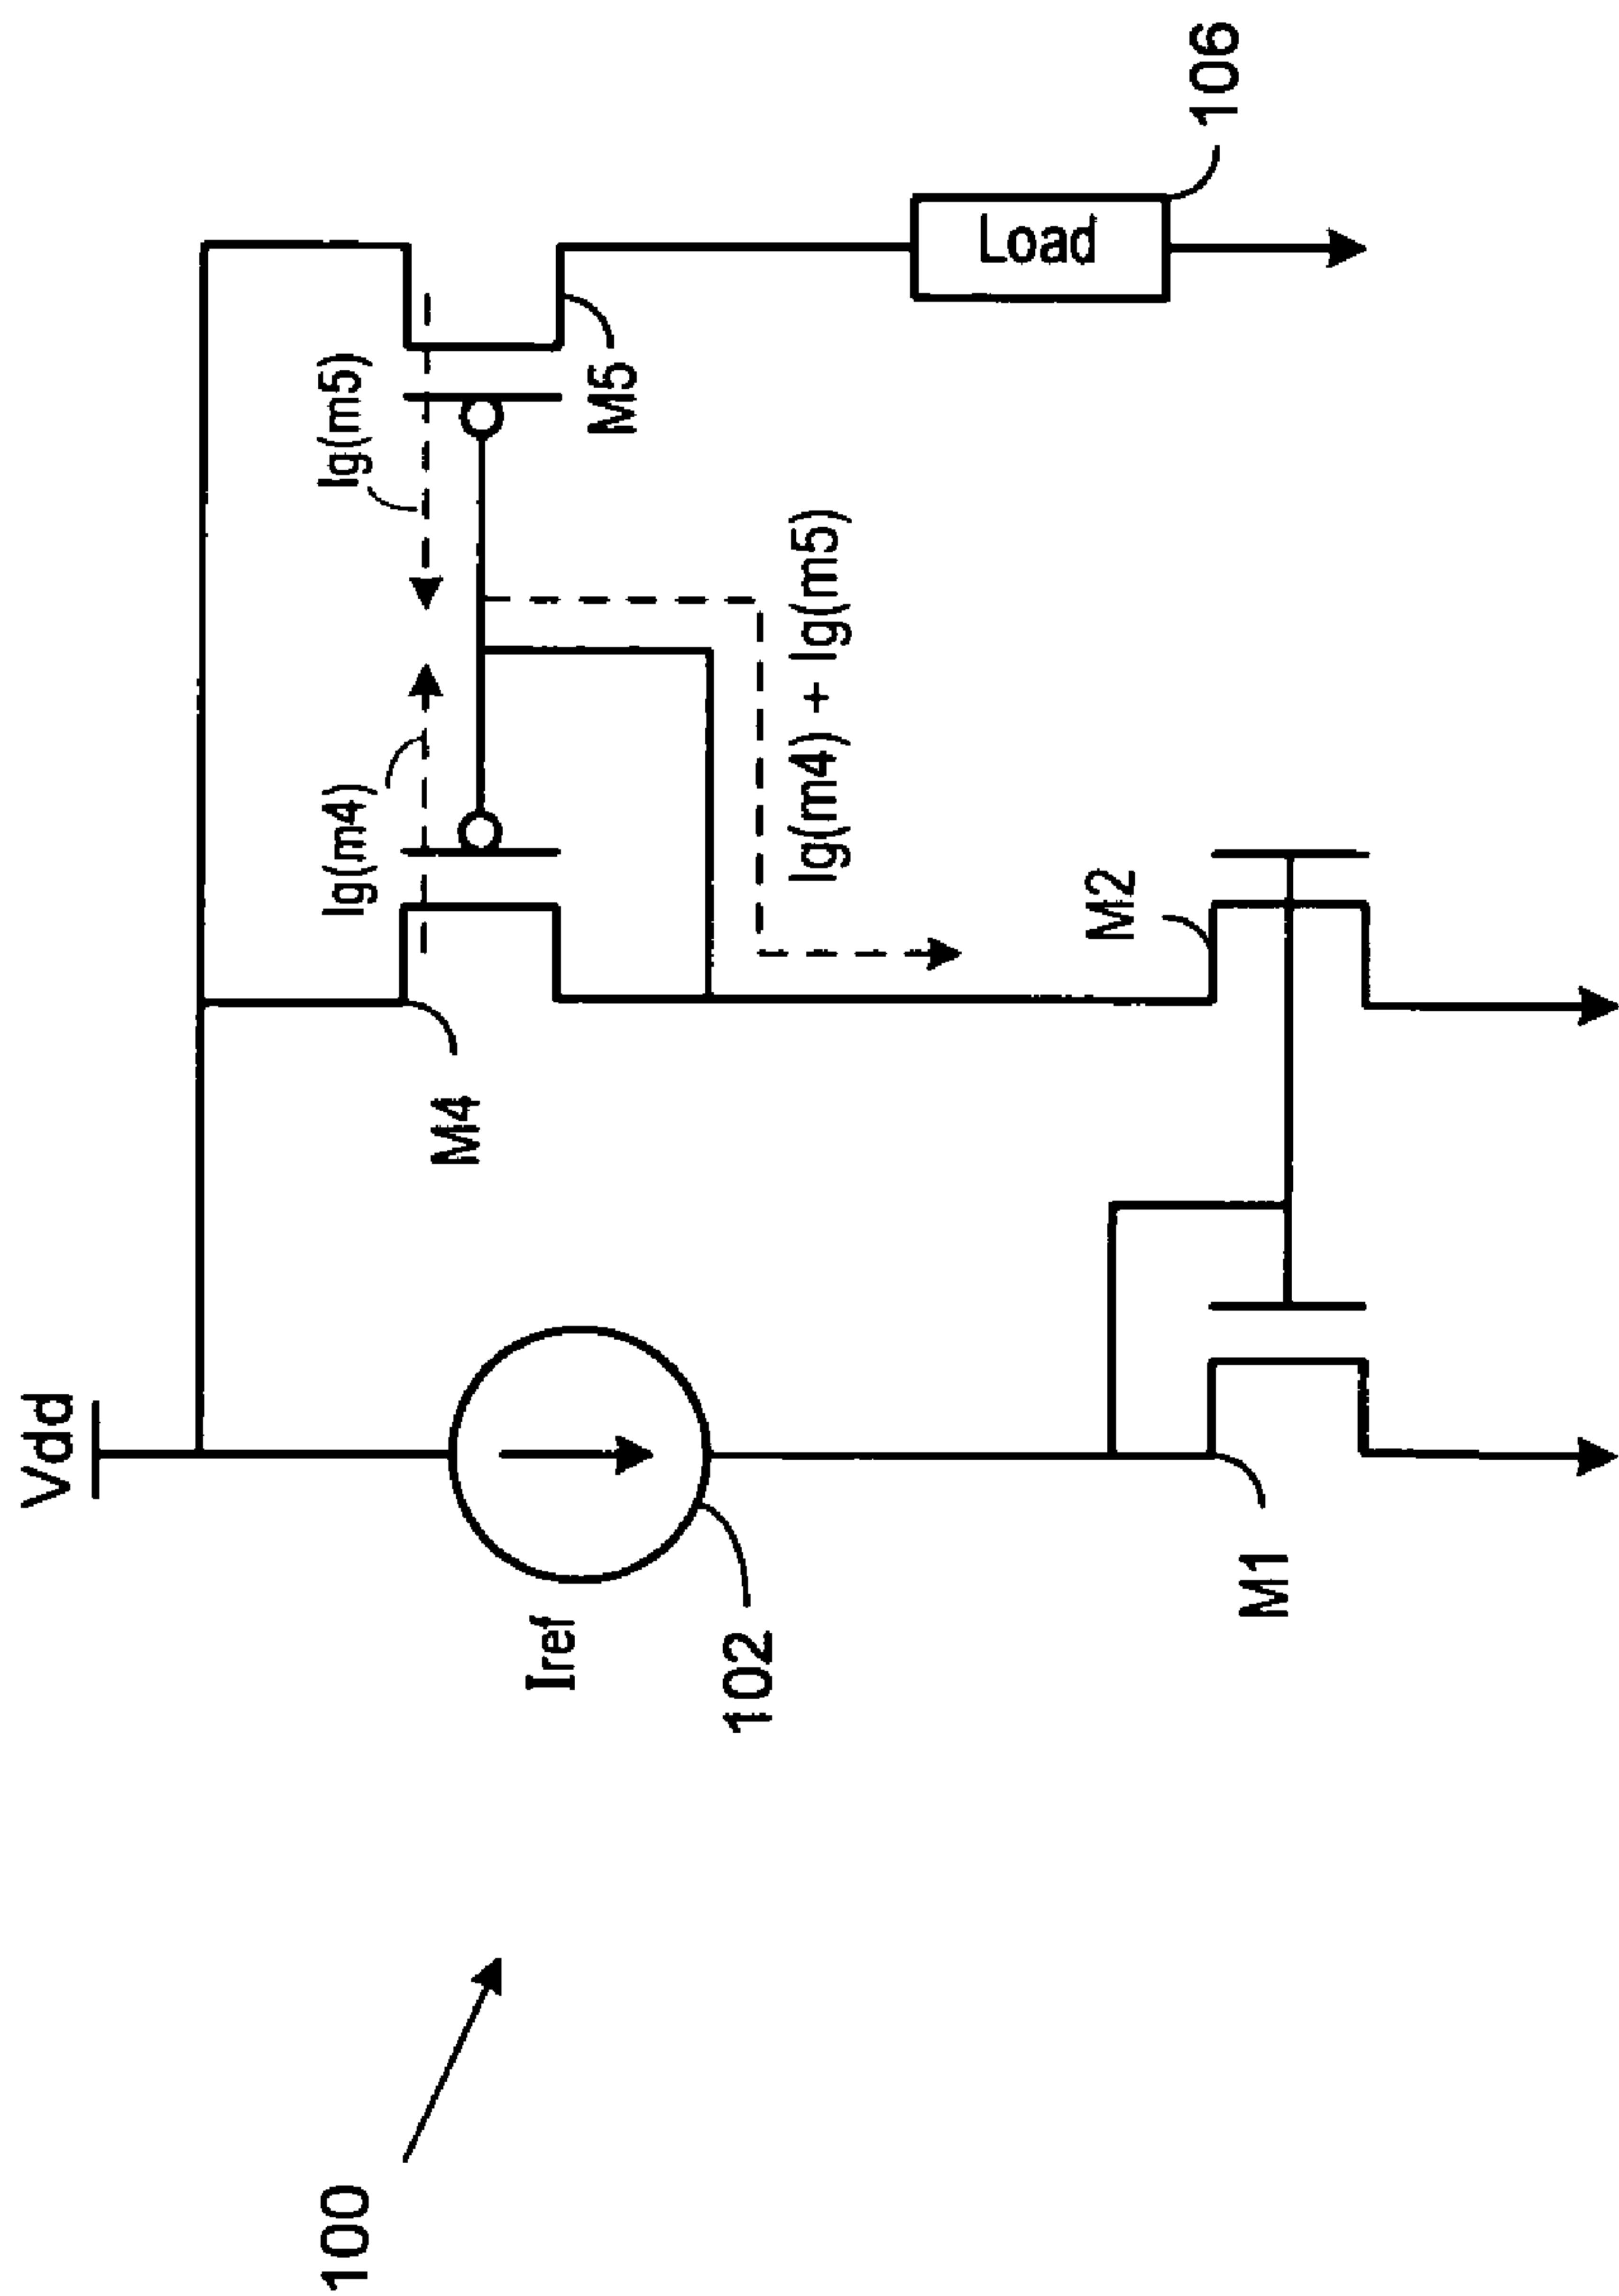 100
Vdd
Iref
102
M1
M4
Ig(m4)
Ig(m5)
M5
Ig(m4) + Ig(m5)
M2
Load
106